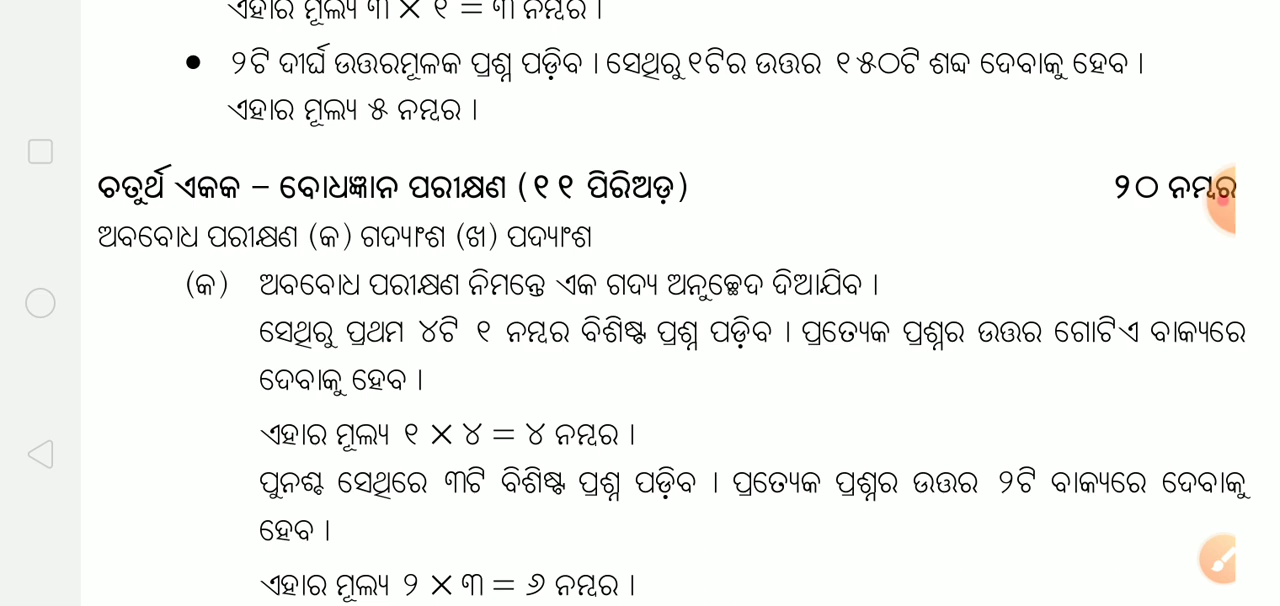 ଏହାର ମୂଲ୍ୟ ୩ × ୧ = ୩ ନମ୍ବର ।
● ୨ଟି ଦୀର୍ଘ ଉତ୍ତରମୂଳକ ପ୍ରଶ୍ନ ପଡ଼ିବ । ସେଥିରୁ ୧ଟିର ଉତ୍ତର ୧୫୦ଟି ଶବ୍ଦ ଦେବାକୁ ହେବ ।
ଏହାର ମୂଲ୍ୟ ୫ ନମ୍ବର ।
ଚତୁର୍ଥ ଏକକ – ବୋଧଜ୍ଞାନ ପରୀକ୍ଷଣ (୧୧ ପିରିଅଡ଼) ୨୦ ନମ୍ବର
ଅବବୋଧ ପରୀକ୍ଷଣ (କ) ଗଦ୍ୟାଂଶ (ଖ) ପଦ୍ୟାଂଶ
(କ) ଅବବୋଧ ପରୀକ୍ଷଣ ନିମନ୍ତେ ଏକ ଗଦ୍ୟ ଅନୁଚ୍ଛେଦ ଦିଆଯିବ ।
ସେଥିରୁ ପ୍ରଥମ ୪ଟି ୧ ନମ୍ବର ବିଶିଷ୍ଟ ପ୍ରଶ୍ନ ପଡ଼ିବ । ପ୍ରତ୍ୟେକ ପ୍ରଶ୍ନର ଉତ୍ତର ଗୋଟିଏ ବାକ୍ୟରେ
ଦେବାକୁ ହେବ ।
ଏହାର ମୂଲ୍ୟ ୧ × ୪ = ୪ ନମ୍ବର ।
ପୁନଶ୍ଚ ସେଥିରେ ୩ଟି ବିଶିଷ୍ଟ ପ୍ରଶ୍ନ ପଡ଼ିବ । ପ୍ରତ୍ୟେକ ପ୍ରଶ୍ନର ଉତ୍ତର ୨ଟି ବାକ୍ୟରେ ଦେବାକୁ
ହେବ ।
ଏହାର ମୂଲ୍ୟ ୨ × ୩ = ୬ ନମ୍ବର ।